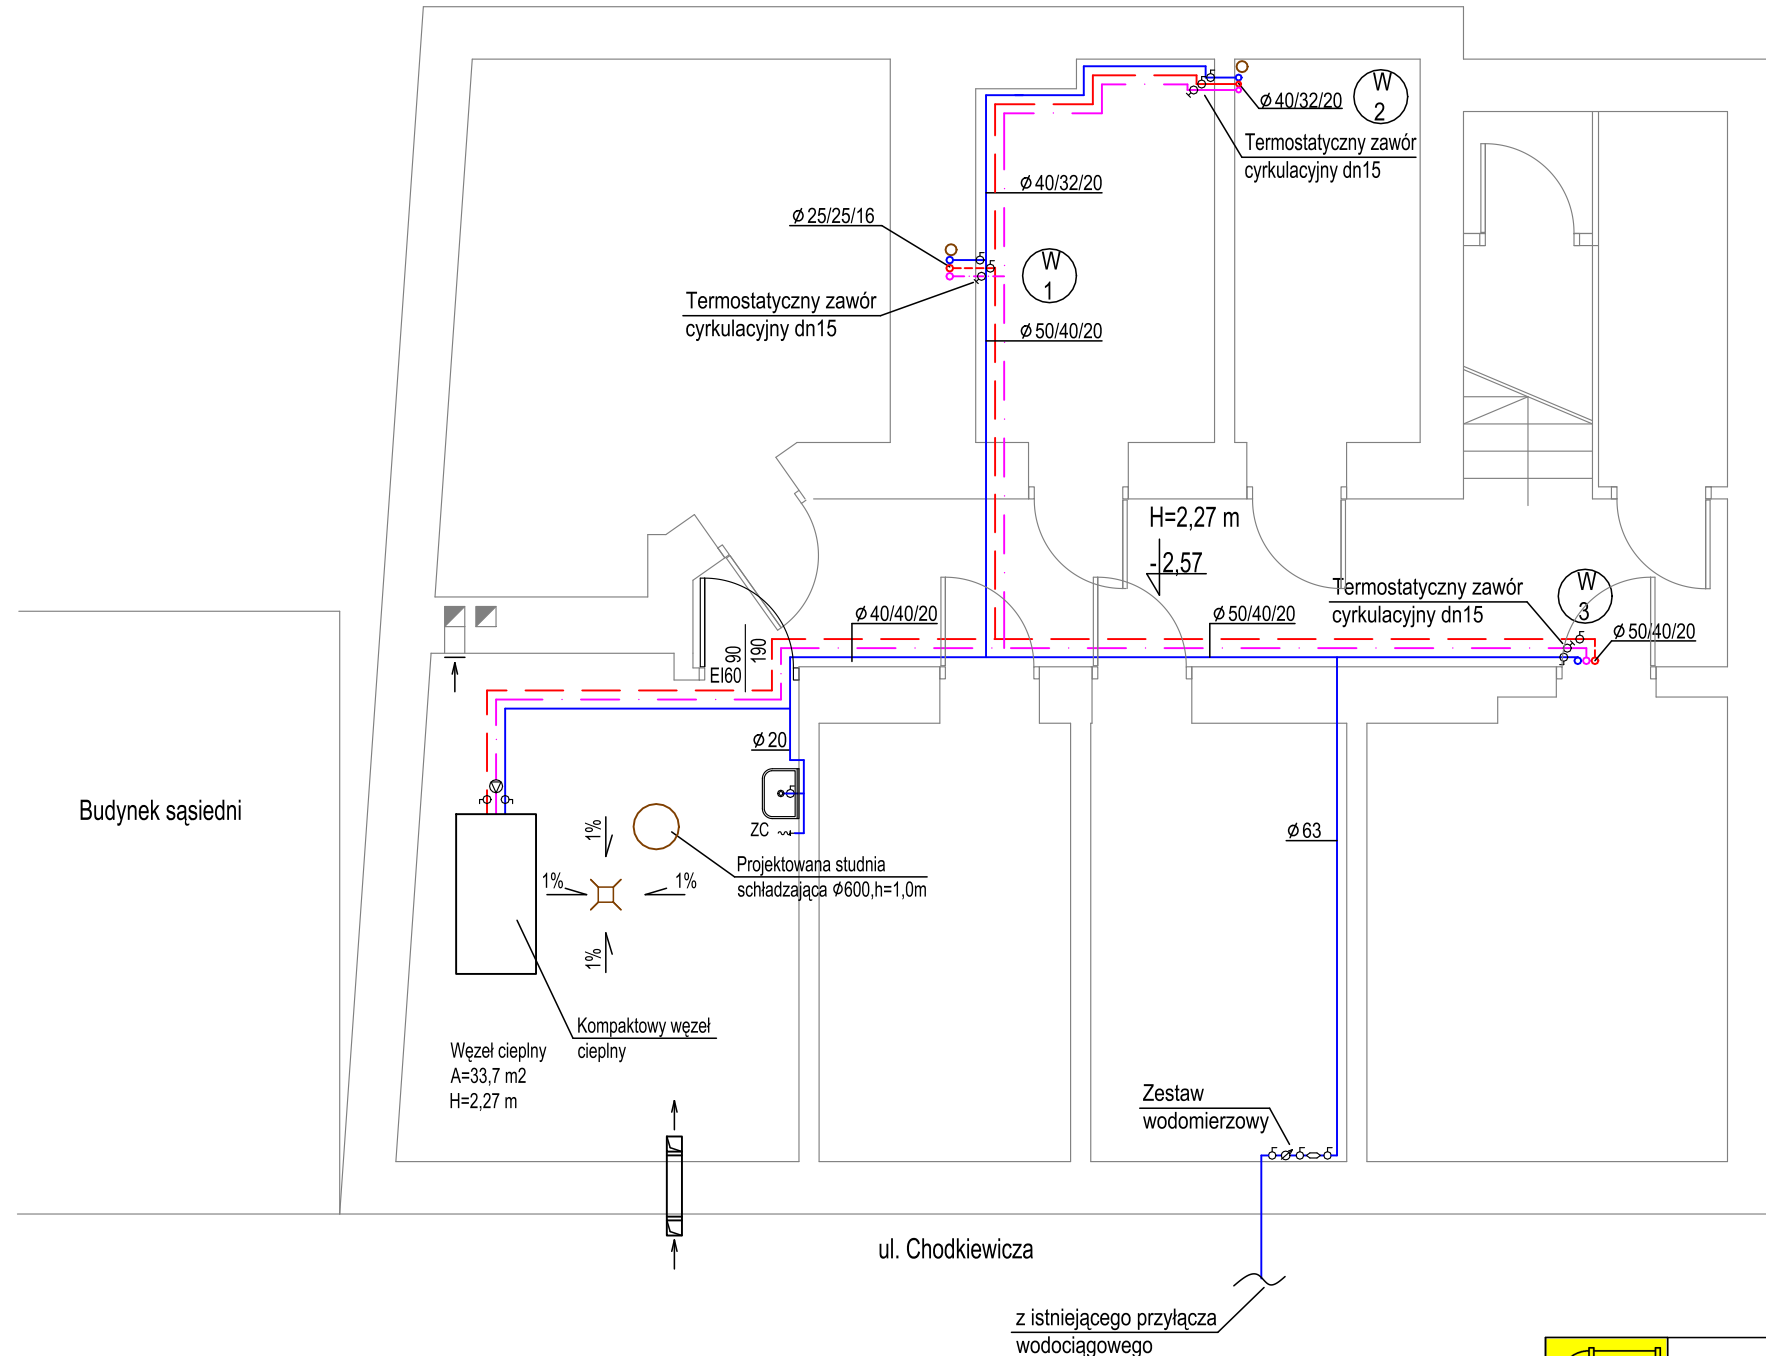 W
2
⌀40/32/20
Termostatyczny zawór
cyrkulacyjny dn15
⌀40/32/20
⌀25/25/16
W
1
Termostatyczny zawór
cyrkulacyjny dn15
⌀50/40/20
H=2,27 m
-2,57
Termostatyczny zawór
cyrkulacyjny dn15
W
3
⌀40/40/20
⌀50/40/20
⌀50/40/20
EI60
90
190
⌀20
Budynek sąsiedni
ZC
⌀63
1%
1%
1%
1%
Projektowana studnia
schładzająca ⌀600,h=1,0m
Kompaktowy węzeł
cieplny
Węzeł cieplny
A=33,7 m2
H=2,27 m
Zestaw
wodomierzowy
ul. Chodkiewicza
z istniejącego przyłącza
wodociągowego